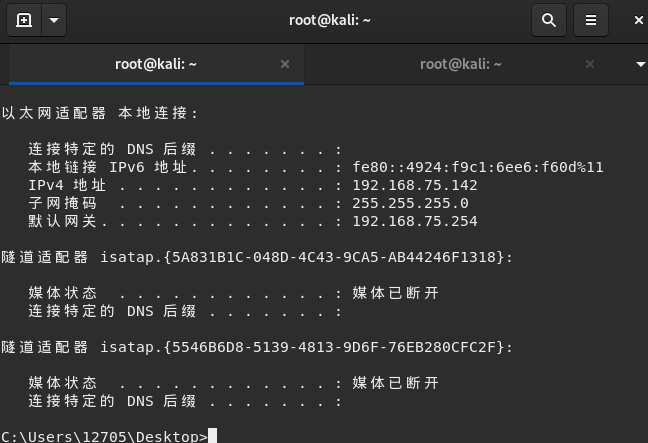 root@kali: ~
root@kali: ~
root@kali: ~
以太网适配器 本地连接:
连接特定的 DNS 后缀 . . . . . . . :
本地链接 IPv6 地址. . . . . . . . : fe80::4924:f9c1:6ee6:f60d%11
IPv4 地址 . . . . . . . . . . . . : 192.168.75.142
子网掩码  . . . . . . . . . . . . : 255.255.255.0
默认网关. . . . . . . . . . . . . : 192.168.75.254
隧道适配器 isatap.{5A831B1C-048D-4C43-9CA5-AB44246F1318}:
媒体状态  . . . . . . . . . . . . : 媒体已断开
连接特定的 DNS 后缀 . . . . . . . :
隧道适配器 isatap.{5546B6D8-5139-4813-9D6F-76EB280CFC2F}:
媒体状态  . . . . . . . . . . . . : 媒体已断开
连接特定的 DNS 后缀 . . . . . . . :
C:\Users\12705\Desktop>